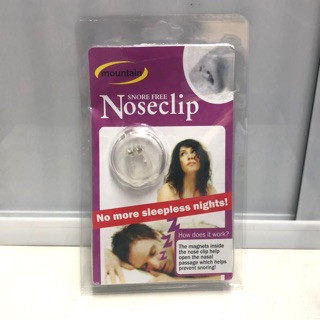 mountain
SNORE FREE
Noseclip
No more sleepless nights!
z
z
z
How does it work?
The magnets inside
the nose clip help
open the nasal
passage which helps
prevent snoring!